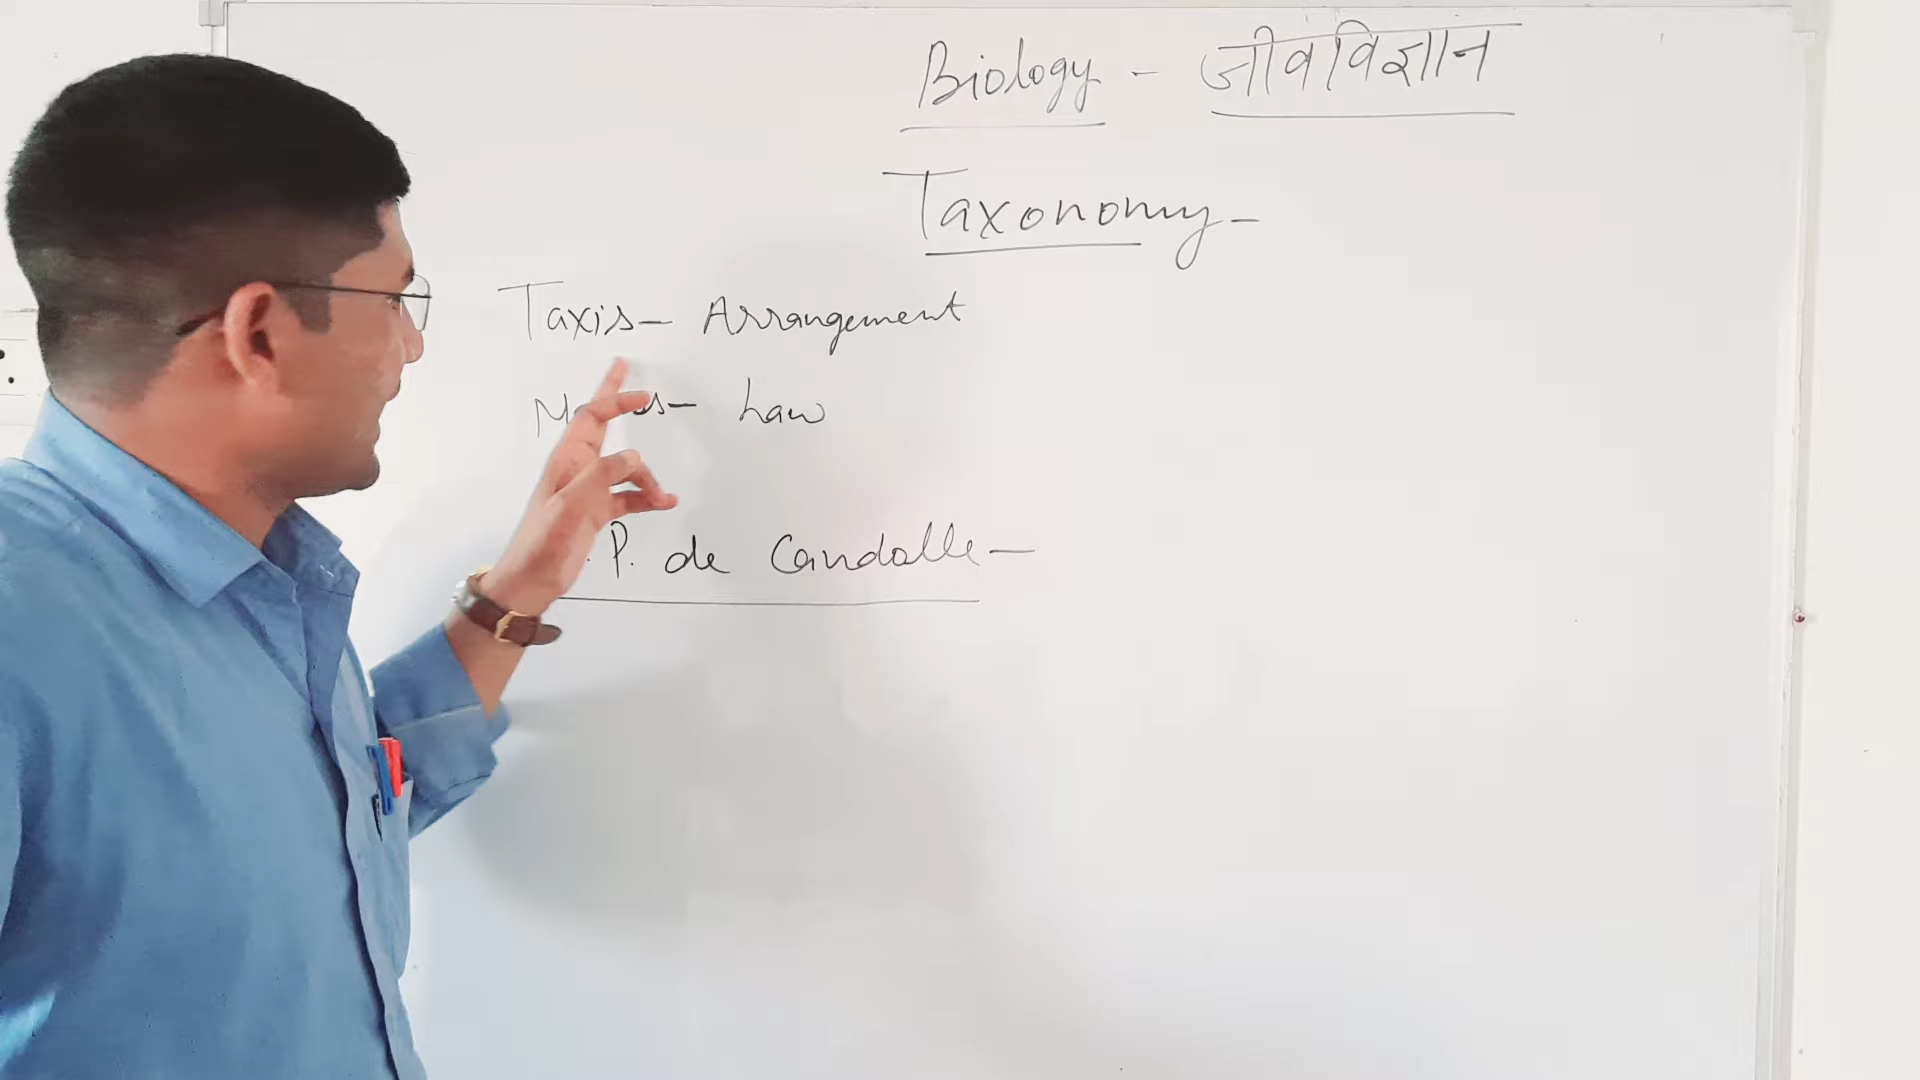 Biology - जीवविज्ञान
Taxonomy-
Taxis- Arrangement
Law
P. de Candolle-